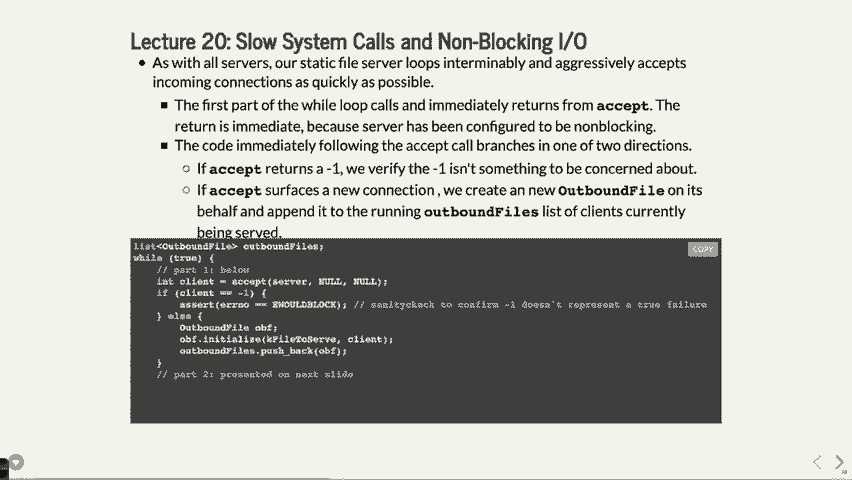 Lecture 20: Slow System Calls and Non-Blocking I/O
• As with all servers, our static file server loops interminably and aggressively accepts
incoming connections as quickly as possible.
▪ The first part of the while loop calls and immediately returns from accept. The
return is immediate, because server has been configured to be nonblocking.
▪ The code immediately following the accept call branches in one of two directions.
○ If accept returns a -1, we verify the -1 isn't something to be concerned about.
○ If accept surfaces a new connection , we create an new OutboundFile on its
behalf and append it to the running outboundFiles list of clients currently
being served.
list<OutboundFile> outboundFiles;
COPY
while (true) {
// part 1: below
int client = accept(server, NULL, NULL);
if (client == -1) {
assert(errno == EWOULDBLOCK); // sanitycheck to confirm -1 doesn't represent a true failure
} else {
OutboundFile obf;
obf.initialize(kFileToServe, client);
outboundFiles.push_back(obf);
}
// part 2: presented on next slide